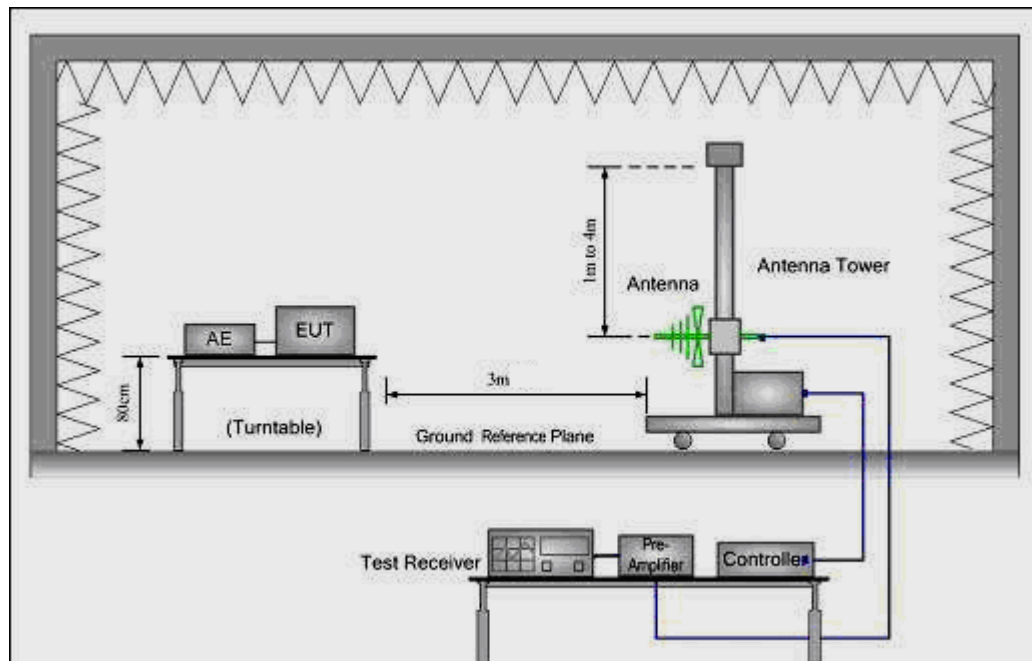 1m to 4m
Antenna
Antenna Tower
AE
EUT
80cm
(Turntable)
3m
Ground Reference Plane
Test Receiver
Pre-
Amplifier
Controller